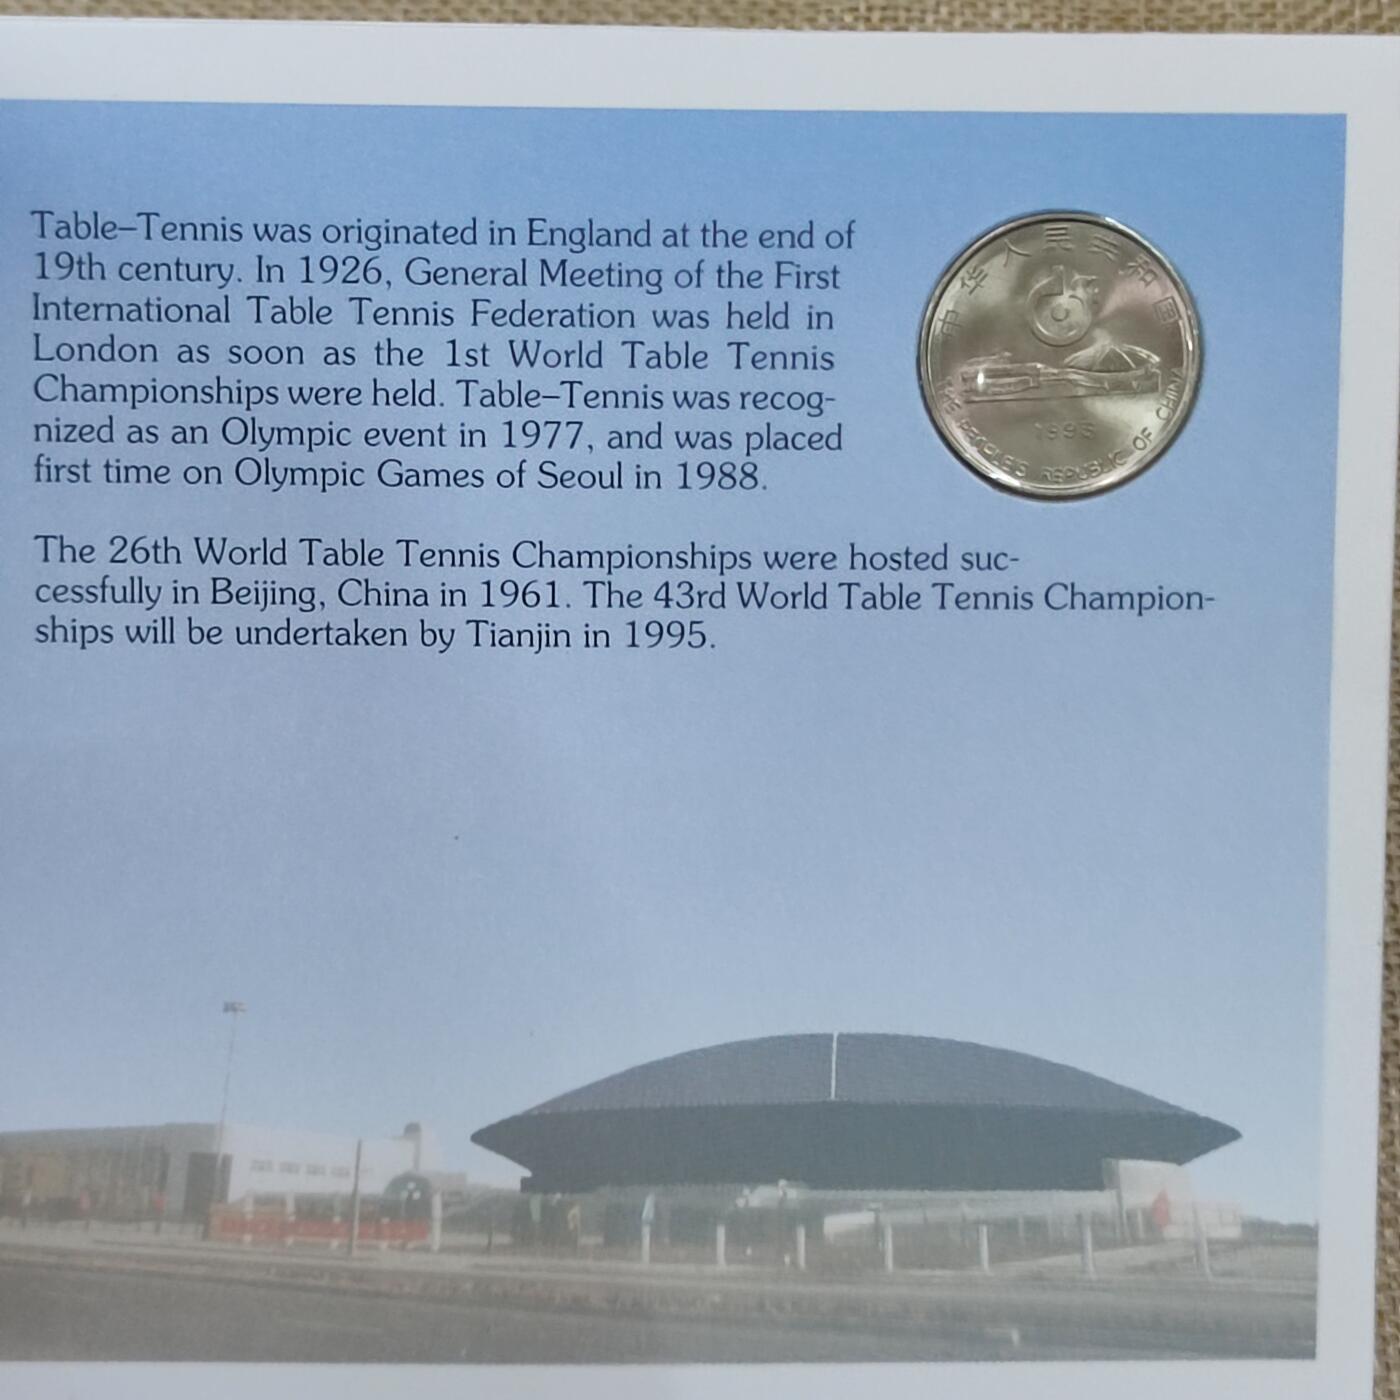 Table–Tennis was originated in England at the end of
19th century. In 1926, General Meeting of the First
International Table Tennis Federation was held in
London as soon as the 1st World Table Tennis
Championships were held. Table–Tennis was recog-
nized as an Olympic event in 1977, and was placed
first time on Olympic Games of Seoul in 1988.
The 26th World Table Tennis Championships were hosted suc-
cessfully in Beijing, China in 1961. The 43rd World Table Tennis Champion-
ships will be undertaken by Tianjin in 1995.
中华人民共和国
1995
THE PEOPLE'S REPUBLIC OF CHINA